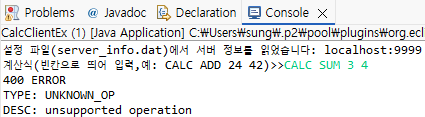 Problems @ Javadoc Declaration Console ×
CalcClientEx (1) [Java Application] C:₩Users₩sung₩.p2₩pool₩plugins₩org.ecl
설정 파일(server_info.dat)에서 서버 정보를 읽었습니다: localhost:9999
계산식(빈칸으로 띄어 입력,예: CALC ADD 24 42)>>CALC SUM 3 4
400 ERROR
TYPE: UNKNOWN_OP
DESC: unsupported operation